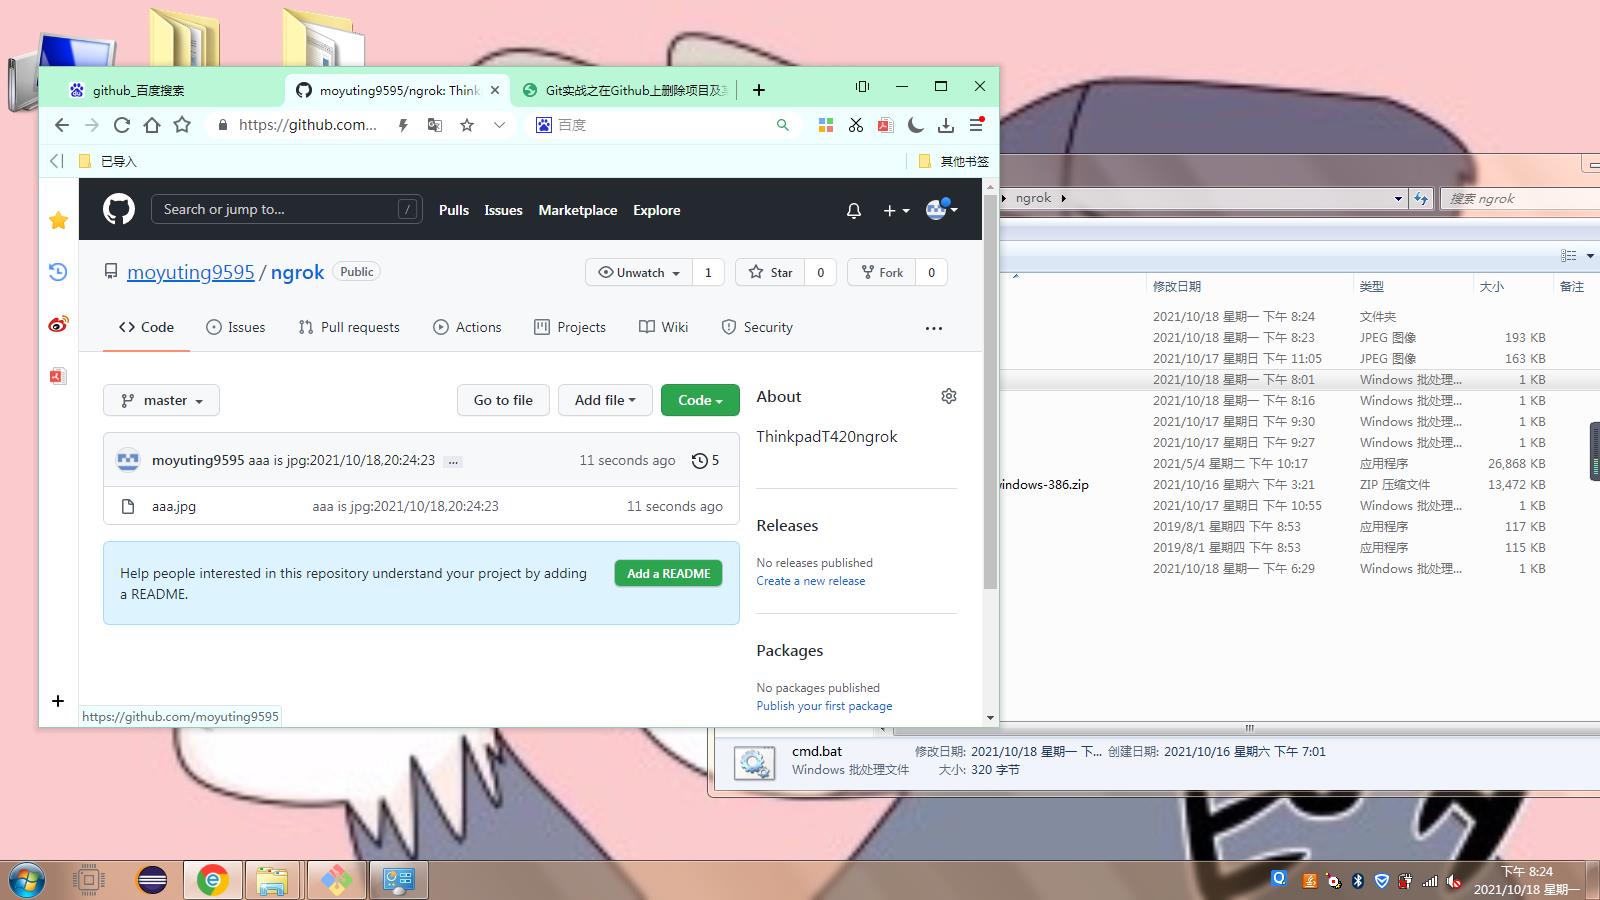 github_百度搜索
moyuting9595/ngrok: Think
Git实战之在Github上删除项目及
https://github.com...
百度
已导入
其他书签
Search or jump to...
/
Pulls
Issues
Marketplace
Explore
moyuting9595 / ngrok
Public
Unwatch
1
Star
0
Fork
0
Code
Issues
Pull requests
Actions
Projects
Wiki
Security
master
Go to file
Add file
Code
moyuting9595 aaa is jpg:2021/10/18,20:24:23 ...
11 seconds ago
5
aaa.jpg
aaa is jpg:2021/10/18,20:24:23
11 seconds ago
Help people interested in this repository understand your project by adding
a README.
Add a README
About
ThinkpadT420ngrok
Releases
No releases published
Create a new release
Packages
No packages published
Publish your first package
https://github.com/moyuting9595
ngrok
搜索 ngrok
修改日期 类型 大小 备注
2021/10/18 星期一 下午 8:24 文件夹
2021/10/18 星期一 下午 8:23 JPEG 图像 193 KB
2021/10/17 星期日 下午 11:05 JPEG 图像 163 KB
2021/10/18 星期一 下午 8:01 Windows 批处理... 1 KB
2021/10/18 星期一 下午 8:16 Windows 批处理... 1 KB
2021/10/17 星期日 下午 9:30 Windows 批处理... 1 KB
2021/10/17 星期日 下午 9:27 Windows 批处理... 1 KB
2021/5/4 星期二 下午 10:17 应用程序 26,868 KB
indows-386.zip 2021/10/16 星期六 下午 3:21 ZIP 压缩文件 13,472 KB
2021/10/17 星期日 下午 10:55 Windows 批处理... 1 KB
2019/8/1 星期四 下午 8:53 应用程序 117 KB
2019/8/1 星期四 下午 8:53 应用程序 115 KB
2021/10/18 星期一 下午 6:29 Windows 批处理... 1 KB
cmd.bat 修改日期: 2021/10/18 星期一 下... 创建日期: 2021/10/16 星期六 下午 7:01
Windows 批处理文件 大小: 320 字节
下午 8:24
2021/10/18 星期一